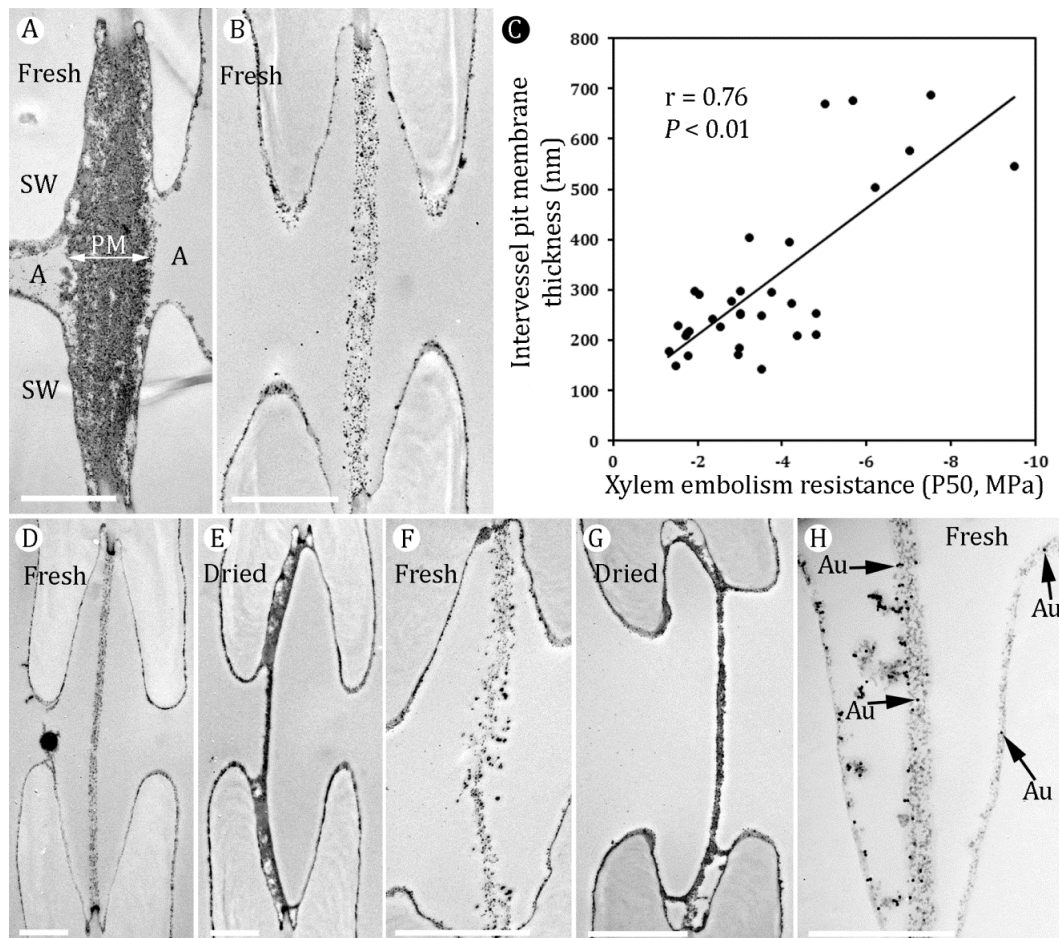 A
Fresh
SW
PM
A
A
SW
B
Fresh
C
Intervessel pit membrane
thickness (nm)
800
700
600
500
400
300
200
100
0
r = 0.76
P < 0.01
0
-2
-4
-6
-8
-10
Xylem embolism resistance (P50, MPa)
D
Fresh
E
Dried
F
Fresh
G
Dried
H
Fresh
Au
Au
Au
Au